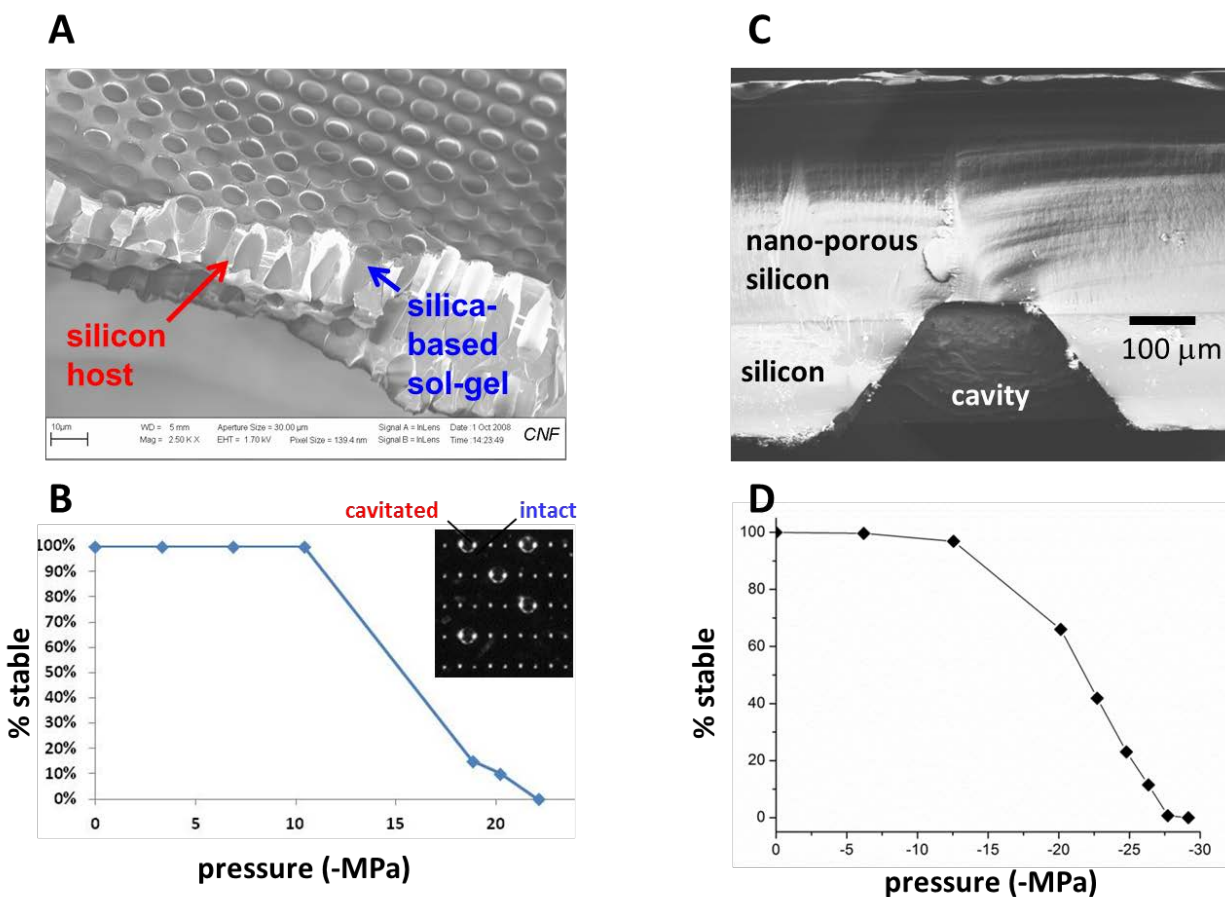 A
silicon
host
silica-
based
sol-gel
10µm
WD = 5 mm
Mag = 2.50 K X
Aperture Size = 30.00 µm
EHT = 1.70 kV
Pixel Size = 139.4 nm
Signal A = InLens
Signal B = InLens
Date :1 Oct 2008
Time :14:23:49
CNF
B
cavitated
intact
100%
90%
80%
70%
60%
50%
40%
30%
20%
10%
0%
% stable
0
5
10
15
20
pressure (-MPa)
C
nano-porous
silicon
silicon
cavity
100 µm
D
100
80
60
40
20
0
% stable
0
-5
-10
-15
-20
-25
-30
pressure (-MPa)